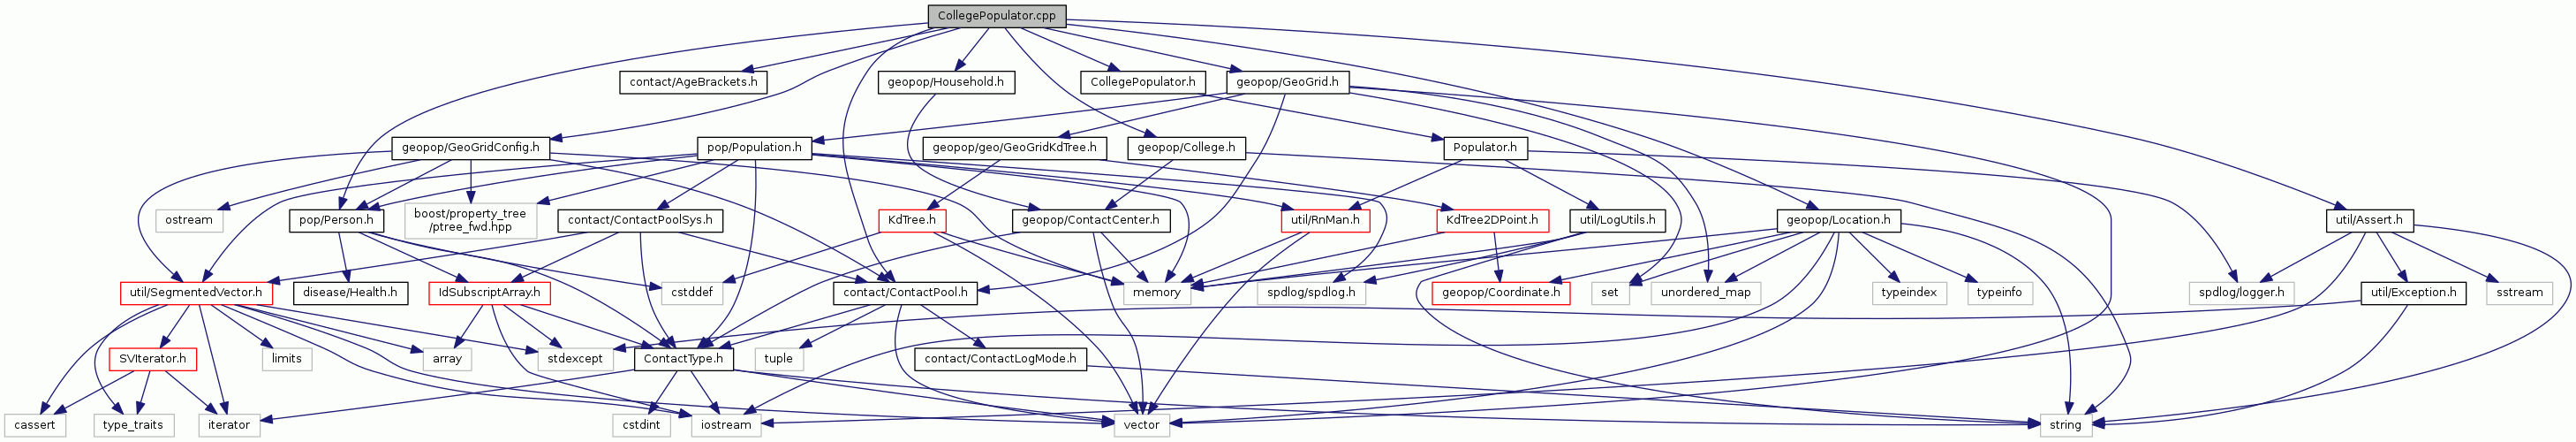 CollegePopulator.cpp
contact/AgeBrackets.h
geopop/Household.h
CollegePopulator.h
geopop/GeoGrid.h
geopop/GeoGridConfig.h
pop/Population.h
geopop/geo/GeoGridKdTree.h
geopop/College.h
Populator.h
ostream
pop/Person.h
boost/property_tree
/ptree_fwd.hpp
contact/ContactPoolSys.h
KdTree.h
geopop/ContactCenter.h
util/RnMan.h
KdTree2DPoint.h
util/LogUtils.h
geopop/Location.h
util/Assert.h
util/SegmentedVector.h
disease/Health.h
IdSubscriptArray.h
cstddef
contact/ContactPool.h
memory
spdlog/spdlog.h
geopop/Coordinate.h
set
unordered_map
typeindex
typeinfo
spdlog/logger.h
util/Exception.h
sstream
SVIterator.h
limits
array
stdexcept
ContactType.h
tuple
contact/ContactLogMode.h
cassert
type_traits
iterator
cstdint
iostream
vector
string